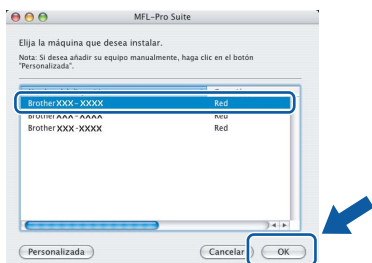 MFL-Pro Suite
Elija la máquina que desea instalar.
Nota: Si desea añadir su equipo manualmente, haga clic en el botón
"Personalizada".
Brother XXX - XXXX Red
Brother XXX - XXXX Red
Brother XXX -XXXX Red
Personalizada Cancelar OK